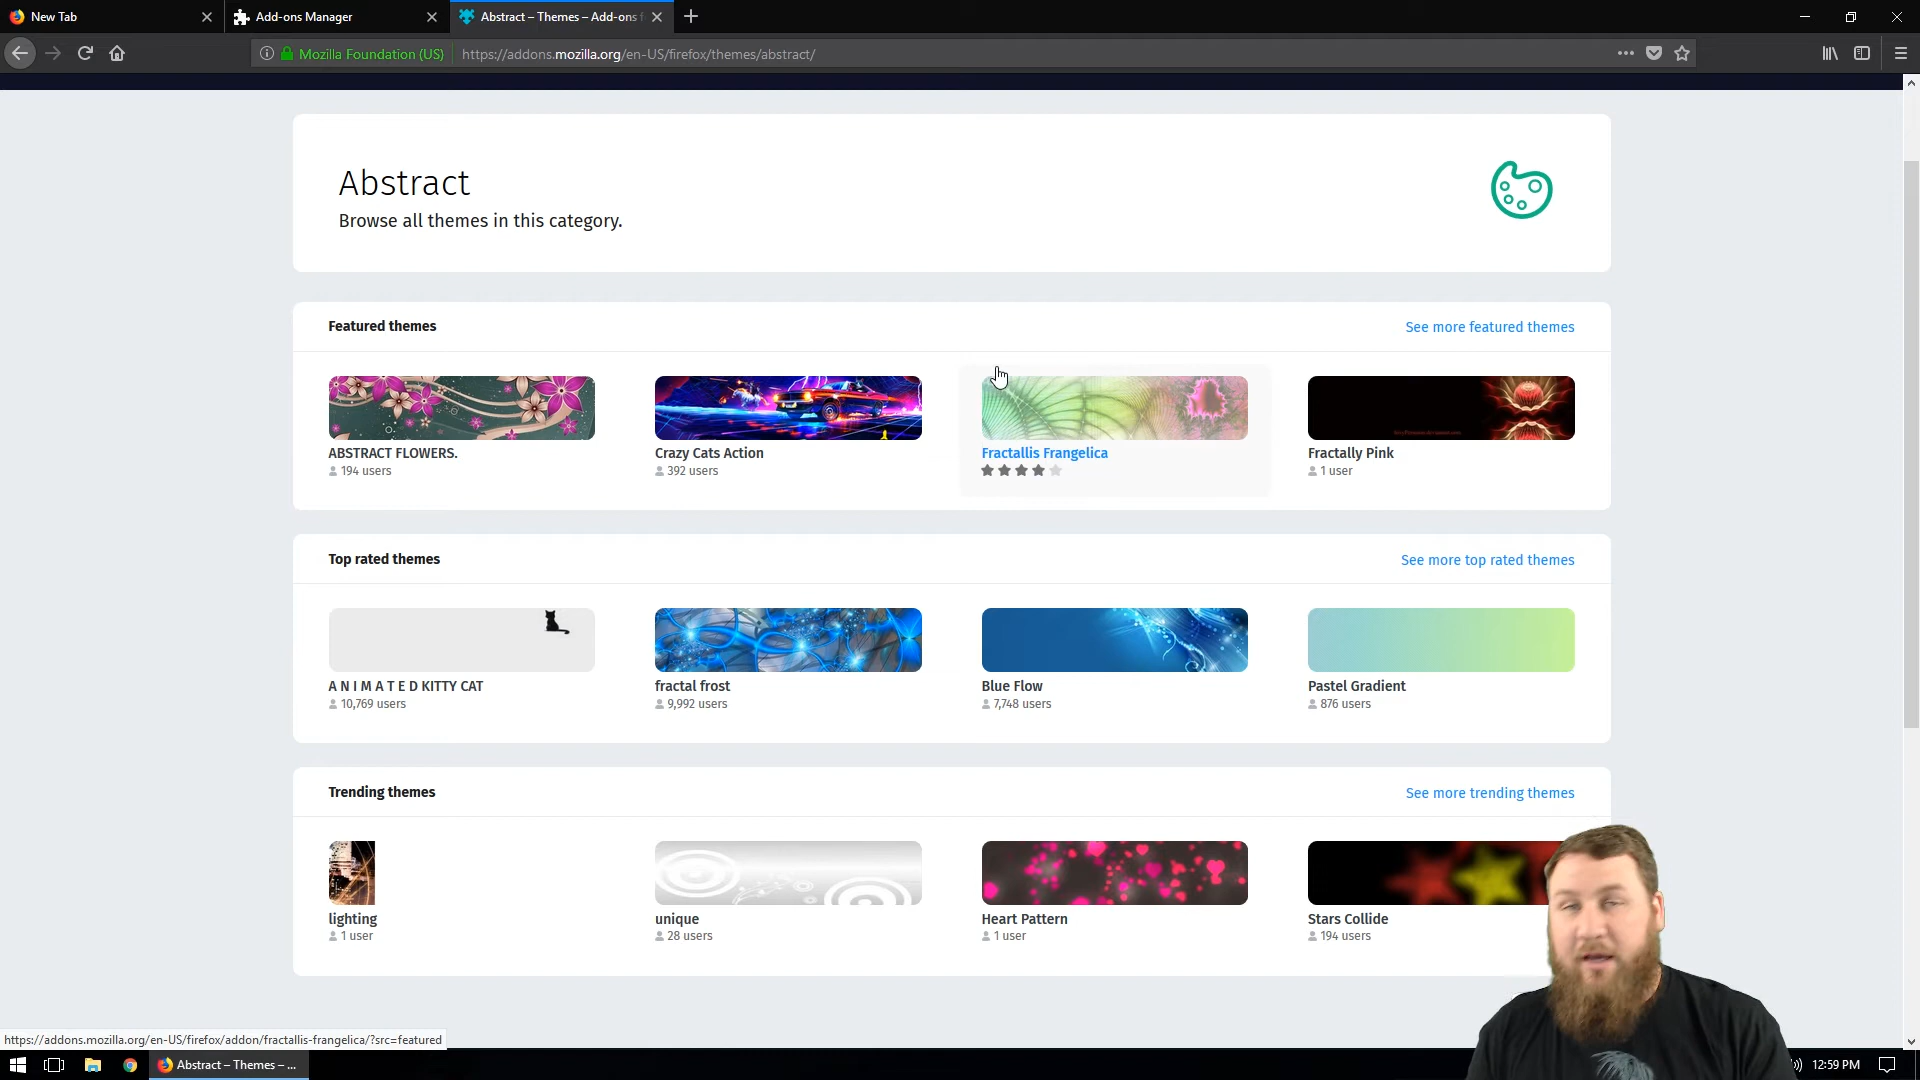 New Tab
Add-ons Manager
Abstract – Themes – Add-ons f
Mozilla Foundation (US)
https://addons.mozilla.org/en-US/firefox/themes/abstract/
Abstract
Browse all themes in this category.
Featured themes
See more featured themes
ABSTRACT FLOWERS.
194 users
Crazy Cats Action
392 users
Fractallis Frangelica
Fractally Pink
1 user
Top rated themes
See more top rated themes
A N I M A T E D KITTY CAT
10,769 users
fractal frost
9,992 users
Blue Flow
7,748 users
Pastel Gradient
876 users
Trending themes
See more trending themes
lighting
1 user
unique
28 users
Heart Pattern
1 user
Stars Collide
194 users
https://addons.mozilla.org/en-US/firefox/addon/fractallis-frangelica/?src=featured
Abstract – Themes – ...
12:59 PM